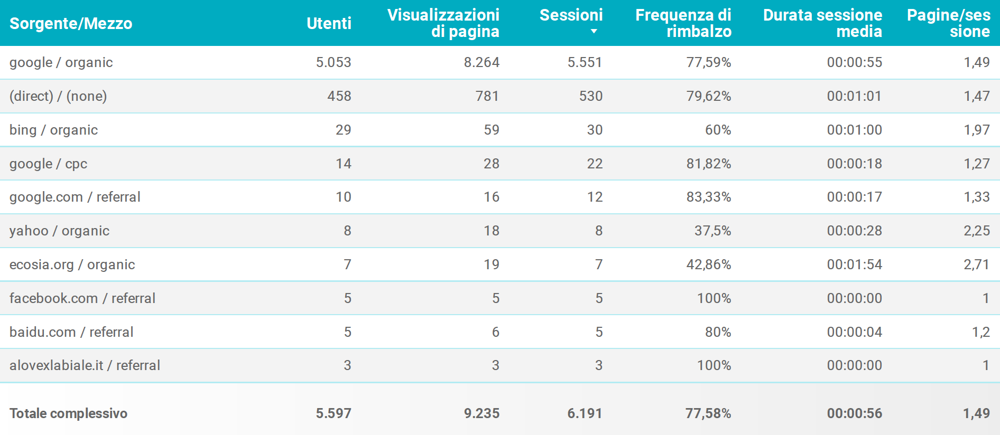 Sorgente/Mezzo Utenti Visualizzazioni di pagina Sessioni Frequenza di rimbalzo Durata sessione media Pagine/ses sione
google / organic 5.053 8.264 5.551 77,59% 00:00:55 1,49
(direct) / (none) 458 781 530 79,62% 00:01:01 1,47
bing / organic 29 59 30 60% 00:01:00 1,97
google / cpc 14 28 22 81,82% 00:00:18 1,27
google.com / referral 10 16 12 83,33% 00:00:17 1,33
yahoo / organic 8 18 8 37,5% 00:00:28 2,25
ecosia.org / organic 7 19 7 42,86% 00:01:54 2,71
facebook.com / referral 5 5 5 100% 00:00:00 1
baidu.com / referral 5 6 5 80% 00:00:04 1,2
alovexlabiale.it / referral 3 3 3 100% 00:00:00 1
Totale complessivo 5.597 9.235 6.191 77,58% 00:00:56 1,49